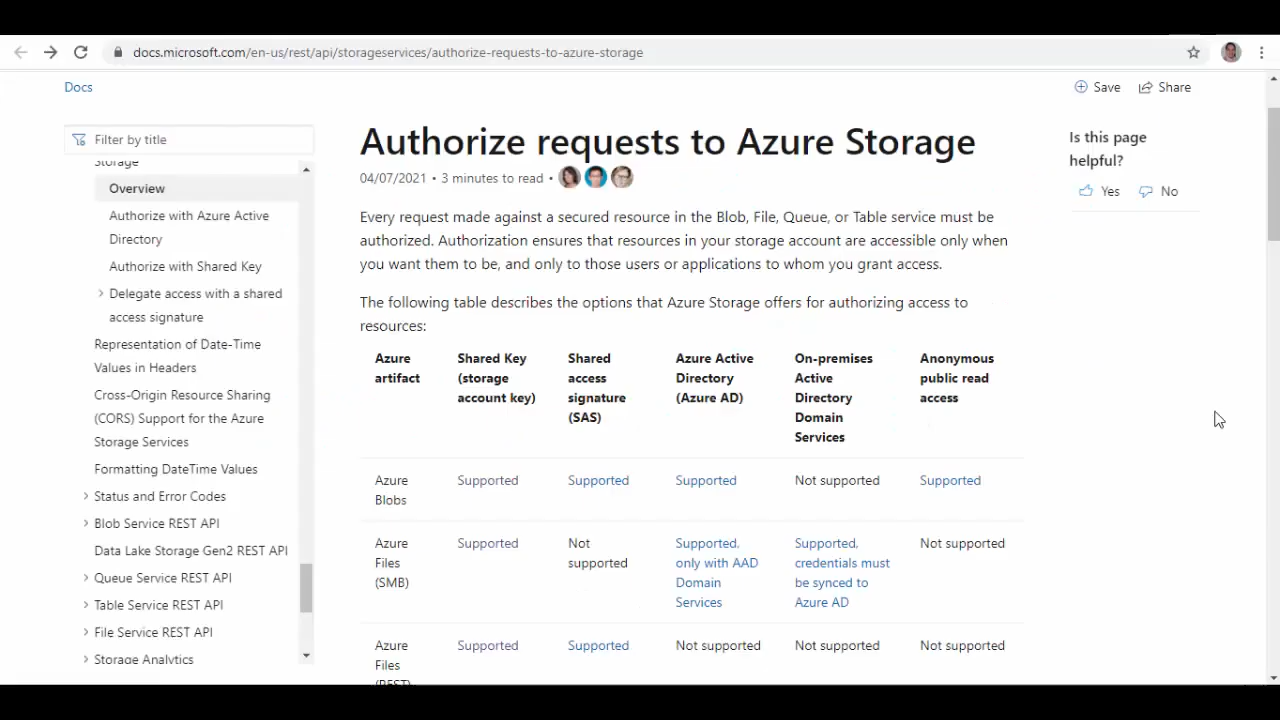 docs.microsoft.com/en-us/rest/api/storageservices/authorize-requests-to-azure-storage
Docs
Save
Share
Filter by title
Storage
Overview
Authorize with Azure Active
Directory
Authorize with Shared Key
Delegate access with a shared
access signature
Representation of Date-Time
Values in Headers
Cross-Origin Resource Sharing
(CORS) Support for the Azure
Storage Services
Formatting DateTime Values
Status and Error Codes
Blob Service REST API
Data Lake Storage Gen2 REST API
Queue Service REST API
Table Service REST API
File Service REST API
Storage Analytics
Authorize requests to Azure Storage
04/07/2021 • 3 minutes to read •
Every request made against a secured resource in the Blob, File, Queue, or Table service must be
authorized. Authorization ensures that resources in your storage account are accessible only when
you want them to be, and only to those users or applications to whom you grant access.
The following table describes the options that Azure Storage offers for authorizing access to
resources:
Azure
artifact
Shared Key
(storage
account key)
Shared
access
signature
(SAS)
Azure Active
Directory
(Azure AD)
On-premises
Active
Directory
Domain
Services
Anonymous
public read
access
Azure
Blobs
Supported
Supported
Supported
Not supported
Supported
Azure
Files
(SMB)
Supported
Not
supported
Supported,
only with AAD
Domain
Services
Supported,
credentials must
be synced to
Azure AD
Not supported
Azure
Files
(REST)
Supported
Supported
Not supported
Not supported
Not supported
Is this page
helpful?
Yes
No